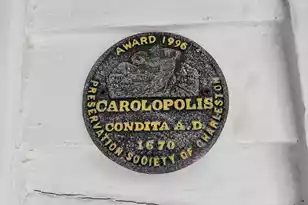 AWARD 1996
CAROLOPOLIS
CONDITA A.D.
1670
PRESERVATION SOCIETY OF CHARLESTON